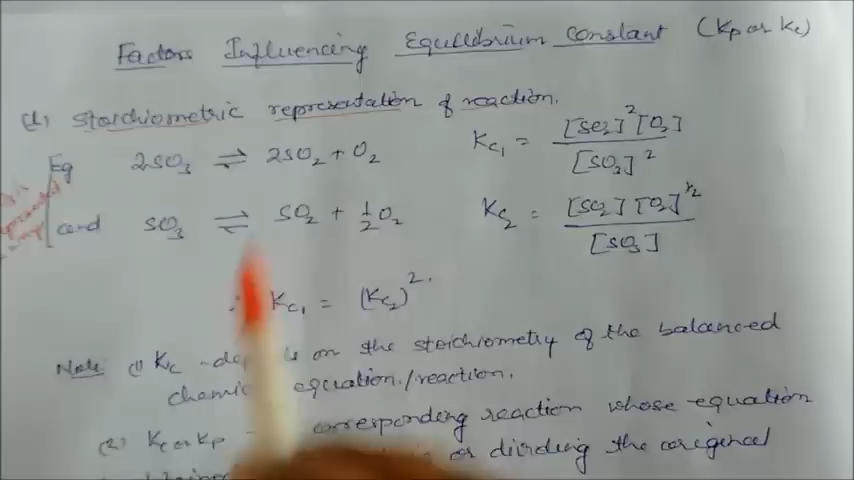 Factors Influencing Equilibrium Constant (Kp or Kc)
(1) Stoichiometric representation of reaction.
Eg 2SO₃ ⇌ 2SO₂ + O₂ Kc₁ = [SO₂]²[O₂] / [SO₃]²
and SO₃ ⇌ SO₂ + ½O₂ Kc₂ = [SO₂][O₂]^½ / [SO₃]
∴ Kc₁ = (Kc₂)².
Note (1) Kc on the stoichiometry of the balanced
equation/reaction.
(2) Kc or Kp corresponding reaction whose equation
or dividing the original